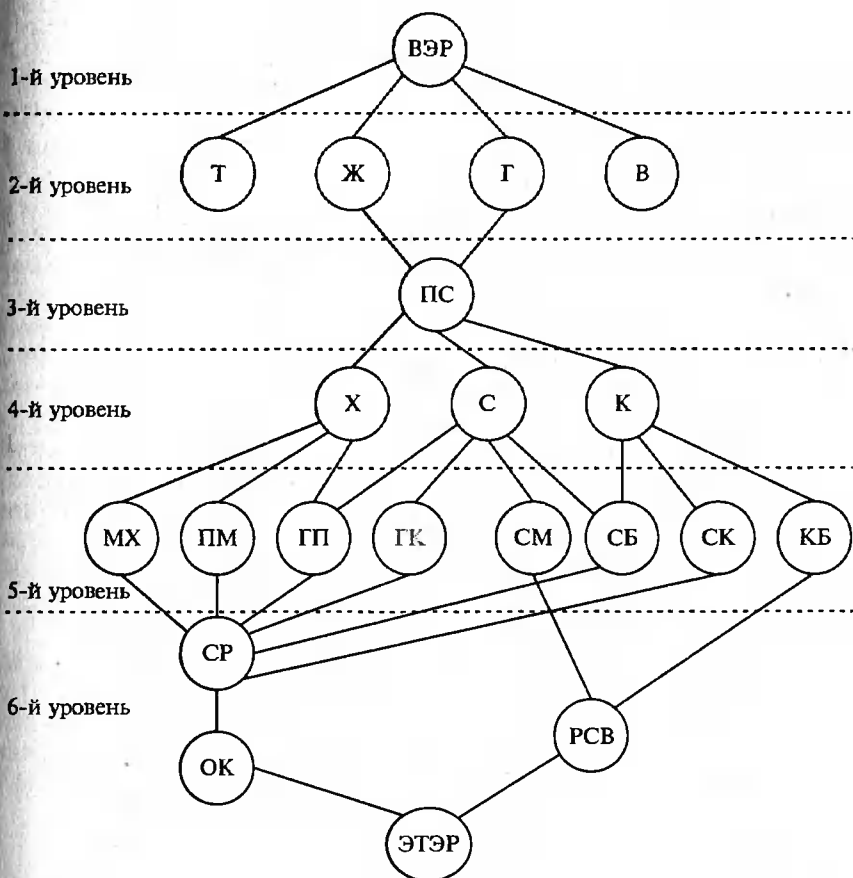 ВЭР
1-й уровень
Т Ж Г В
2-й уровень
ПС
3-й уровень
Х С К
4-й уровень
МХ ПМ ГП ГК СМ СБ СК КБ
5-й уровень
СР
6-й уровень
РСВ
ОК
ЭТЭР